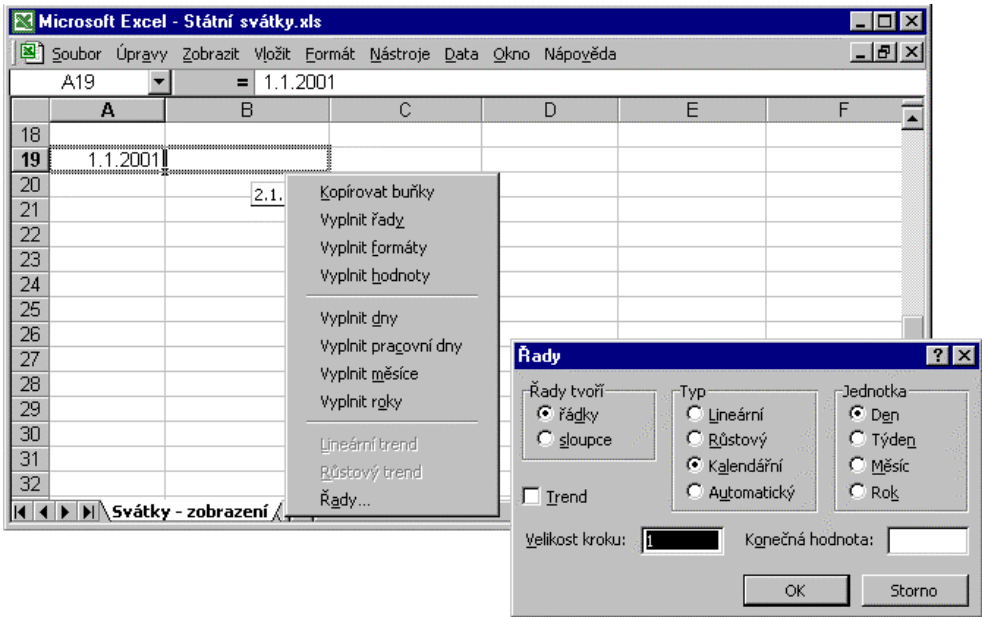 Microsoft Excel - Státní svátky.xls
Soubor Úpravy Zobrazit Vložit Formát Nástroje Data Okno Nápověda
A19 = 1.1.2001
A B C D E F
18
19 1.1.2001
20
2.1.
21
22
23
24
25
26
27
28
29
30
31
32
Kopírovat buňky
Vyplnit řady
Vyplnit formáty
Vyplnit hodnoty
Vyplnit dny
Vyplnit pracovní dny
Vyplnit měsíce
Vyplnit roky
Lineární trend
Růstový trend
Řady...
Svátky - zobrazení
Řady
Řady tvoří
řádky
sloupce
Trend
Typ
Lineární
Růstový
Kalendářní
Automatický
Jednotka
Den
Týden
Měsíc
Rok
Velikost kroku: 1 Konečná hodnota:
OK Storno